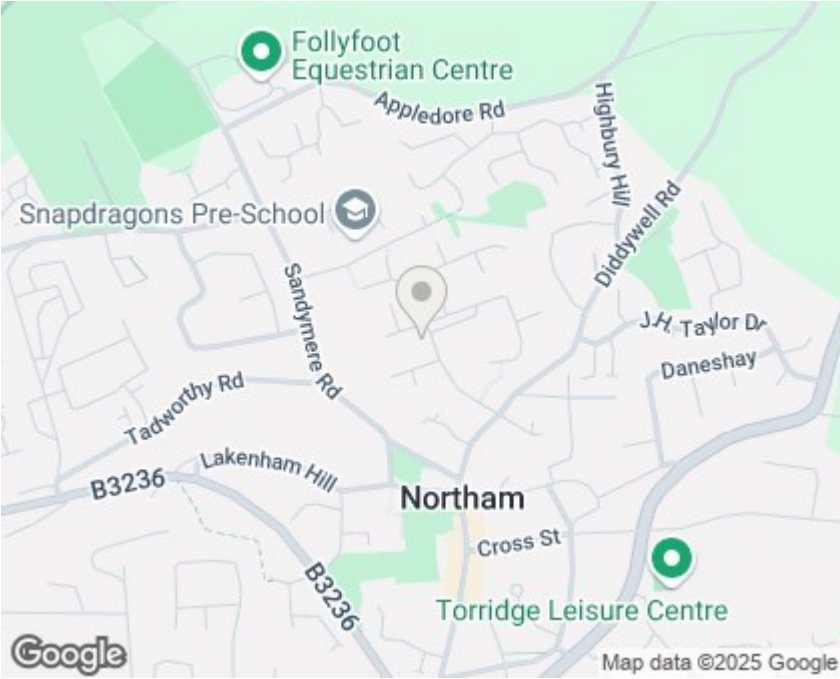 Follyfoot
Equestrian Centre
Appledore Rd
Highbury Hill
Snapdragons Pre-School
Diddywell Rd
Sandymere Rd
J.H. Taylor Dr
Daneshay
Tadworthy Rd
Lakenham Hill
B3236
Northam
Cross St
B3236
Torridge Leisure Centre
Google
Map data ©2025 Google